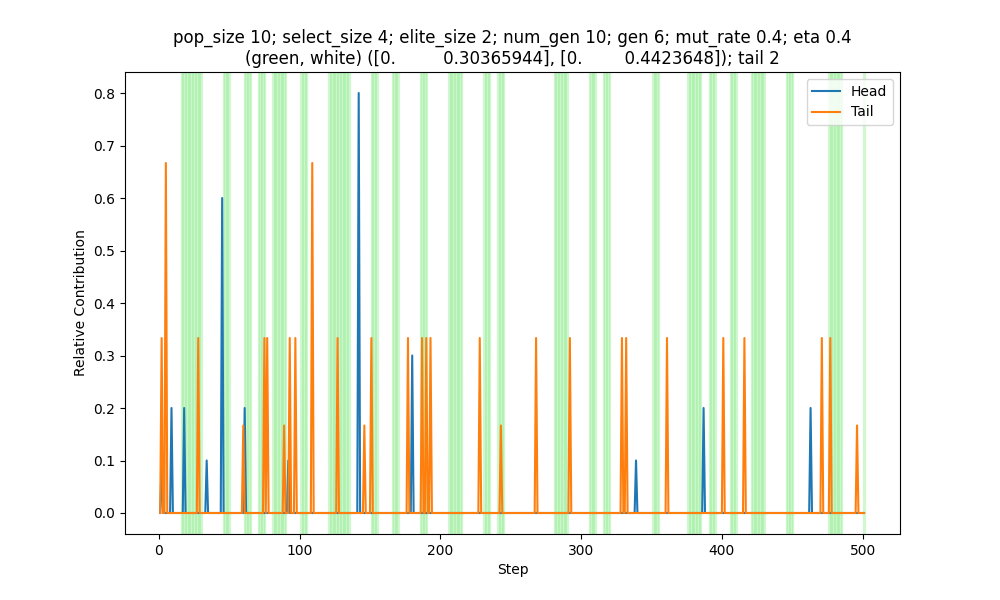 pop_size 10; select_size 4; elite_size 2; num_gen 10; gen 6; mut_rate 0.4; eta 0.4
(green, white) ([0.         0.30365944], [0.        0.4423648]); tail 2
Head
Tail
0.8
0.7
0.6
0.5
0.4
0.3
0.2
0.1
0.0
Relative Contribution
0 100 200 300 400 500
Step